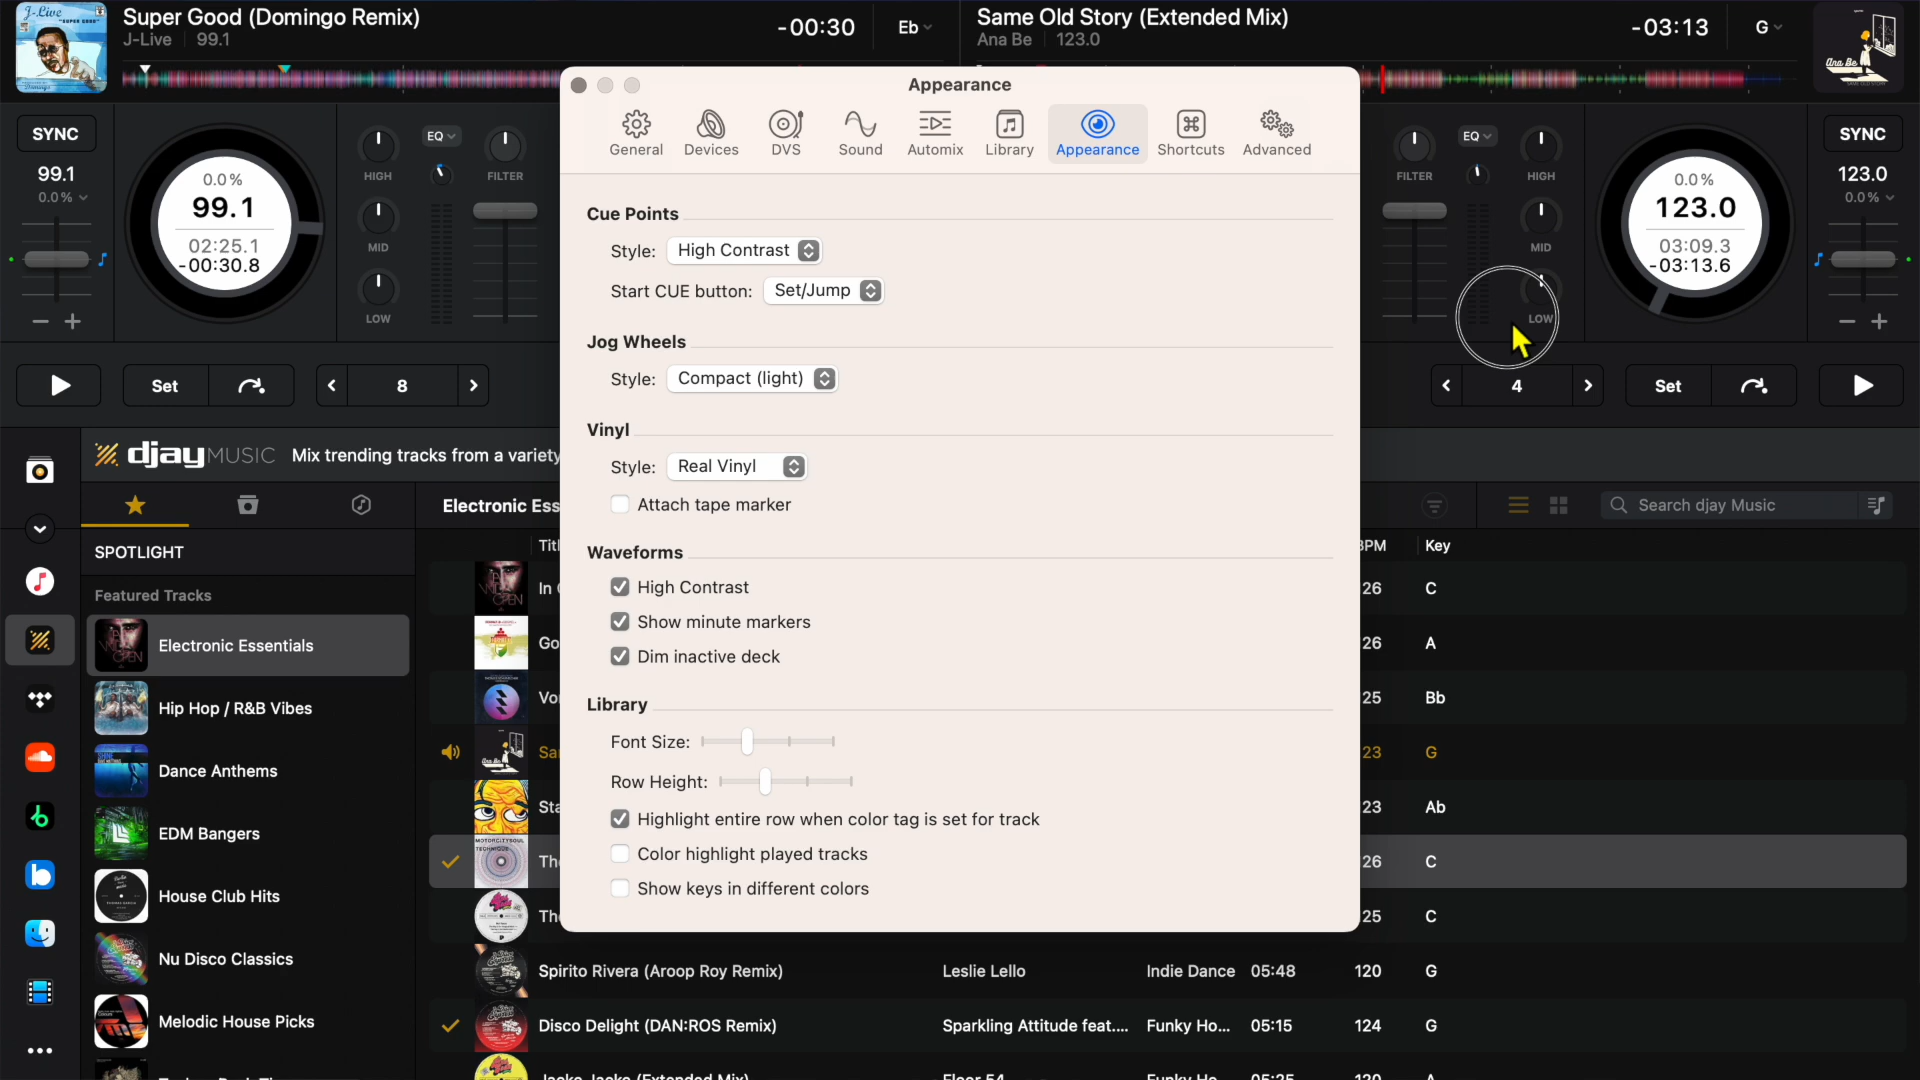 Super Good (Domingo Remix)
J-Live 99.1
-00:30
Eb
Same Old Story (Extended Mix)
Ana Be 123.0
-03:13
G
Appearance
General
Devices
DVS
Sound
Automix
Library
Appearance
Shortcuts
Advanced
SYNC
99.1
0.0%
0.0%
99.1
02:25.1
-00:30.8
HIGH
MID
LOW
EQ
FILTER
FILTER
EQ
HIGH
MID
LOW
0.0%
123.0
03:09.3
-03:13.6
SYNC
123.0
0.0%
Set
8
4
Set
Cue Points
Style: High Contrast
Start CUE button: Set/Jump
Jog Wheels
Style: Compact (light)
Vinyl
Style: Real Vinyl
Attach tape marker
Waveforms
High Contrast
Show minute markers
Dim inactive deck
Library
Font Size:
Row Height:
Highlight entire row when color tag is set for track
Color highlight played tracks
Show keys in different colors
djay MUSIC Mix trending tracks from a variety
Electronic Ess
Search djay Music
SPOTLIGHT
Featured Tracks
Electronic Essentials
Hip Hop / R&B Vibes
Dance Anthems
EDM Bangers
House Club Hits
Nu Disco Classics
Melodic House Picks
Key
26 C
26 A
25 Bb
23 G
23 Ab
26 C
25 C
Spirito Rivera (Aroop Roy Remix) Leslie Lello Indie Dance 05:48 120 G
Disco Delight (DAN:ROS Remix) Sparkling Attitude feat.... Funky Ho... 05:15 124 G